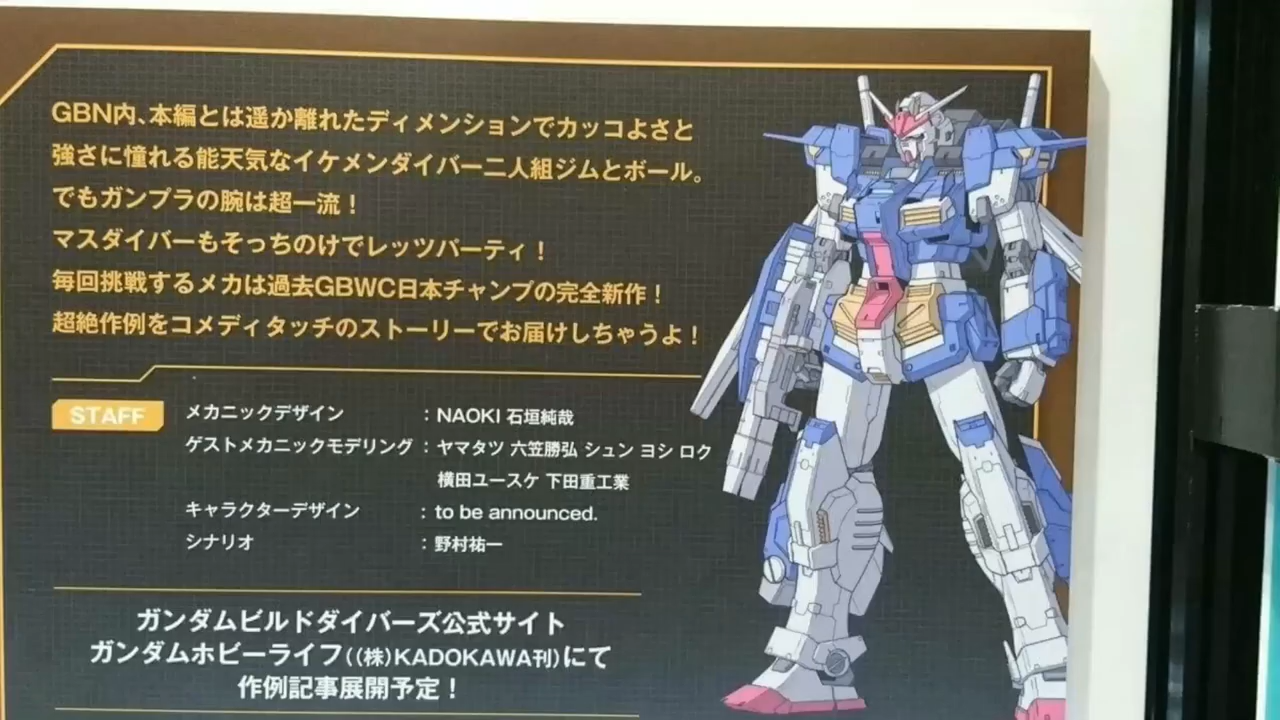 GBN内、本編とは遥か離れたディメンションでカッコよさと
強さに憧れる能天気なイケメンダイバー二人組ジムとボール。
でもガンプラの腕は超一流！
マスダイバーもそっちのけでレッツパーティ！
毎回挑戦するメカは過去GBWC日本チャンプの完全新作！
超絶作例をコメディタッチのストーリーでお届けしちゃうよ！
STAFF
メカニックデザイン ：NAOKI 石垣純哉
ゲストメカニックモデリング ：ヤマタツ 六笠勝弘 シュン ヨシ ロク
横田ユースケ 下田重工業
キャラクターデザイン ：to be announced.
シナリオ ：野村祐一
ガンダムビルドダイバーズ公式サイト
ガンダムホビーライフ((株)KADOKAWA刊)にて
作例記事展開予定！